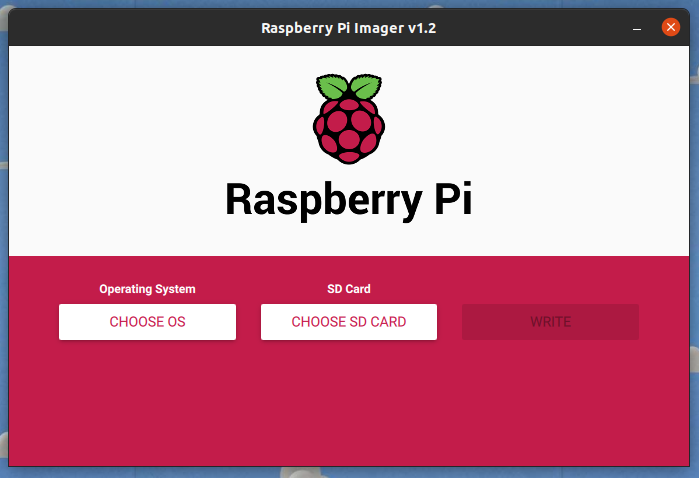 Raspberry Pi Imager v1.2
Raspberry Pi
Operating System
SD Card
CHOOSE OS
CHOOSE SD CARD
WRITE